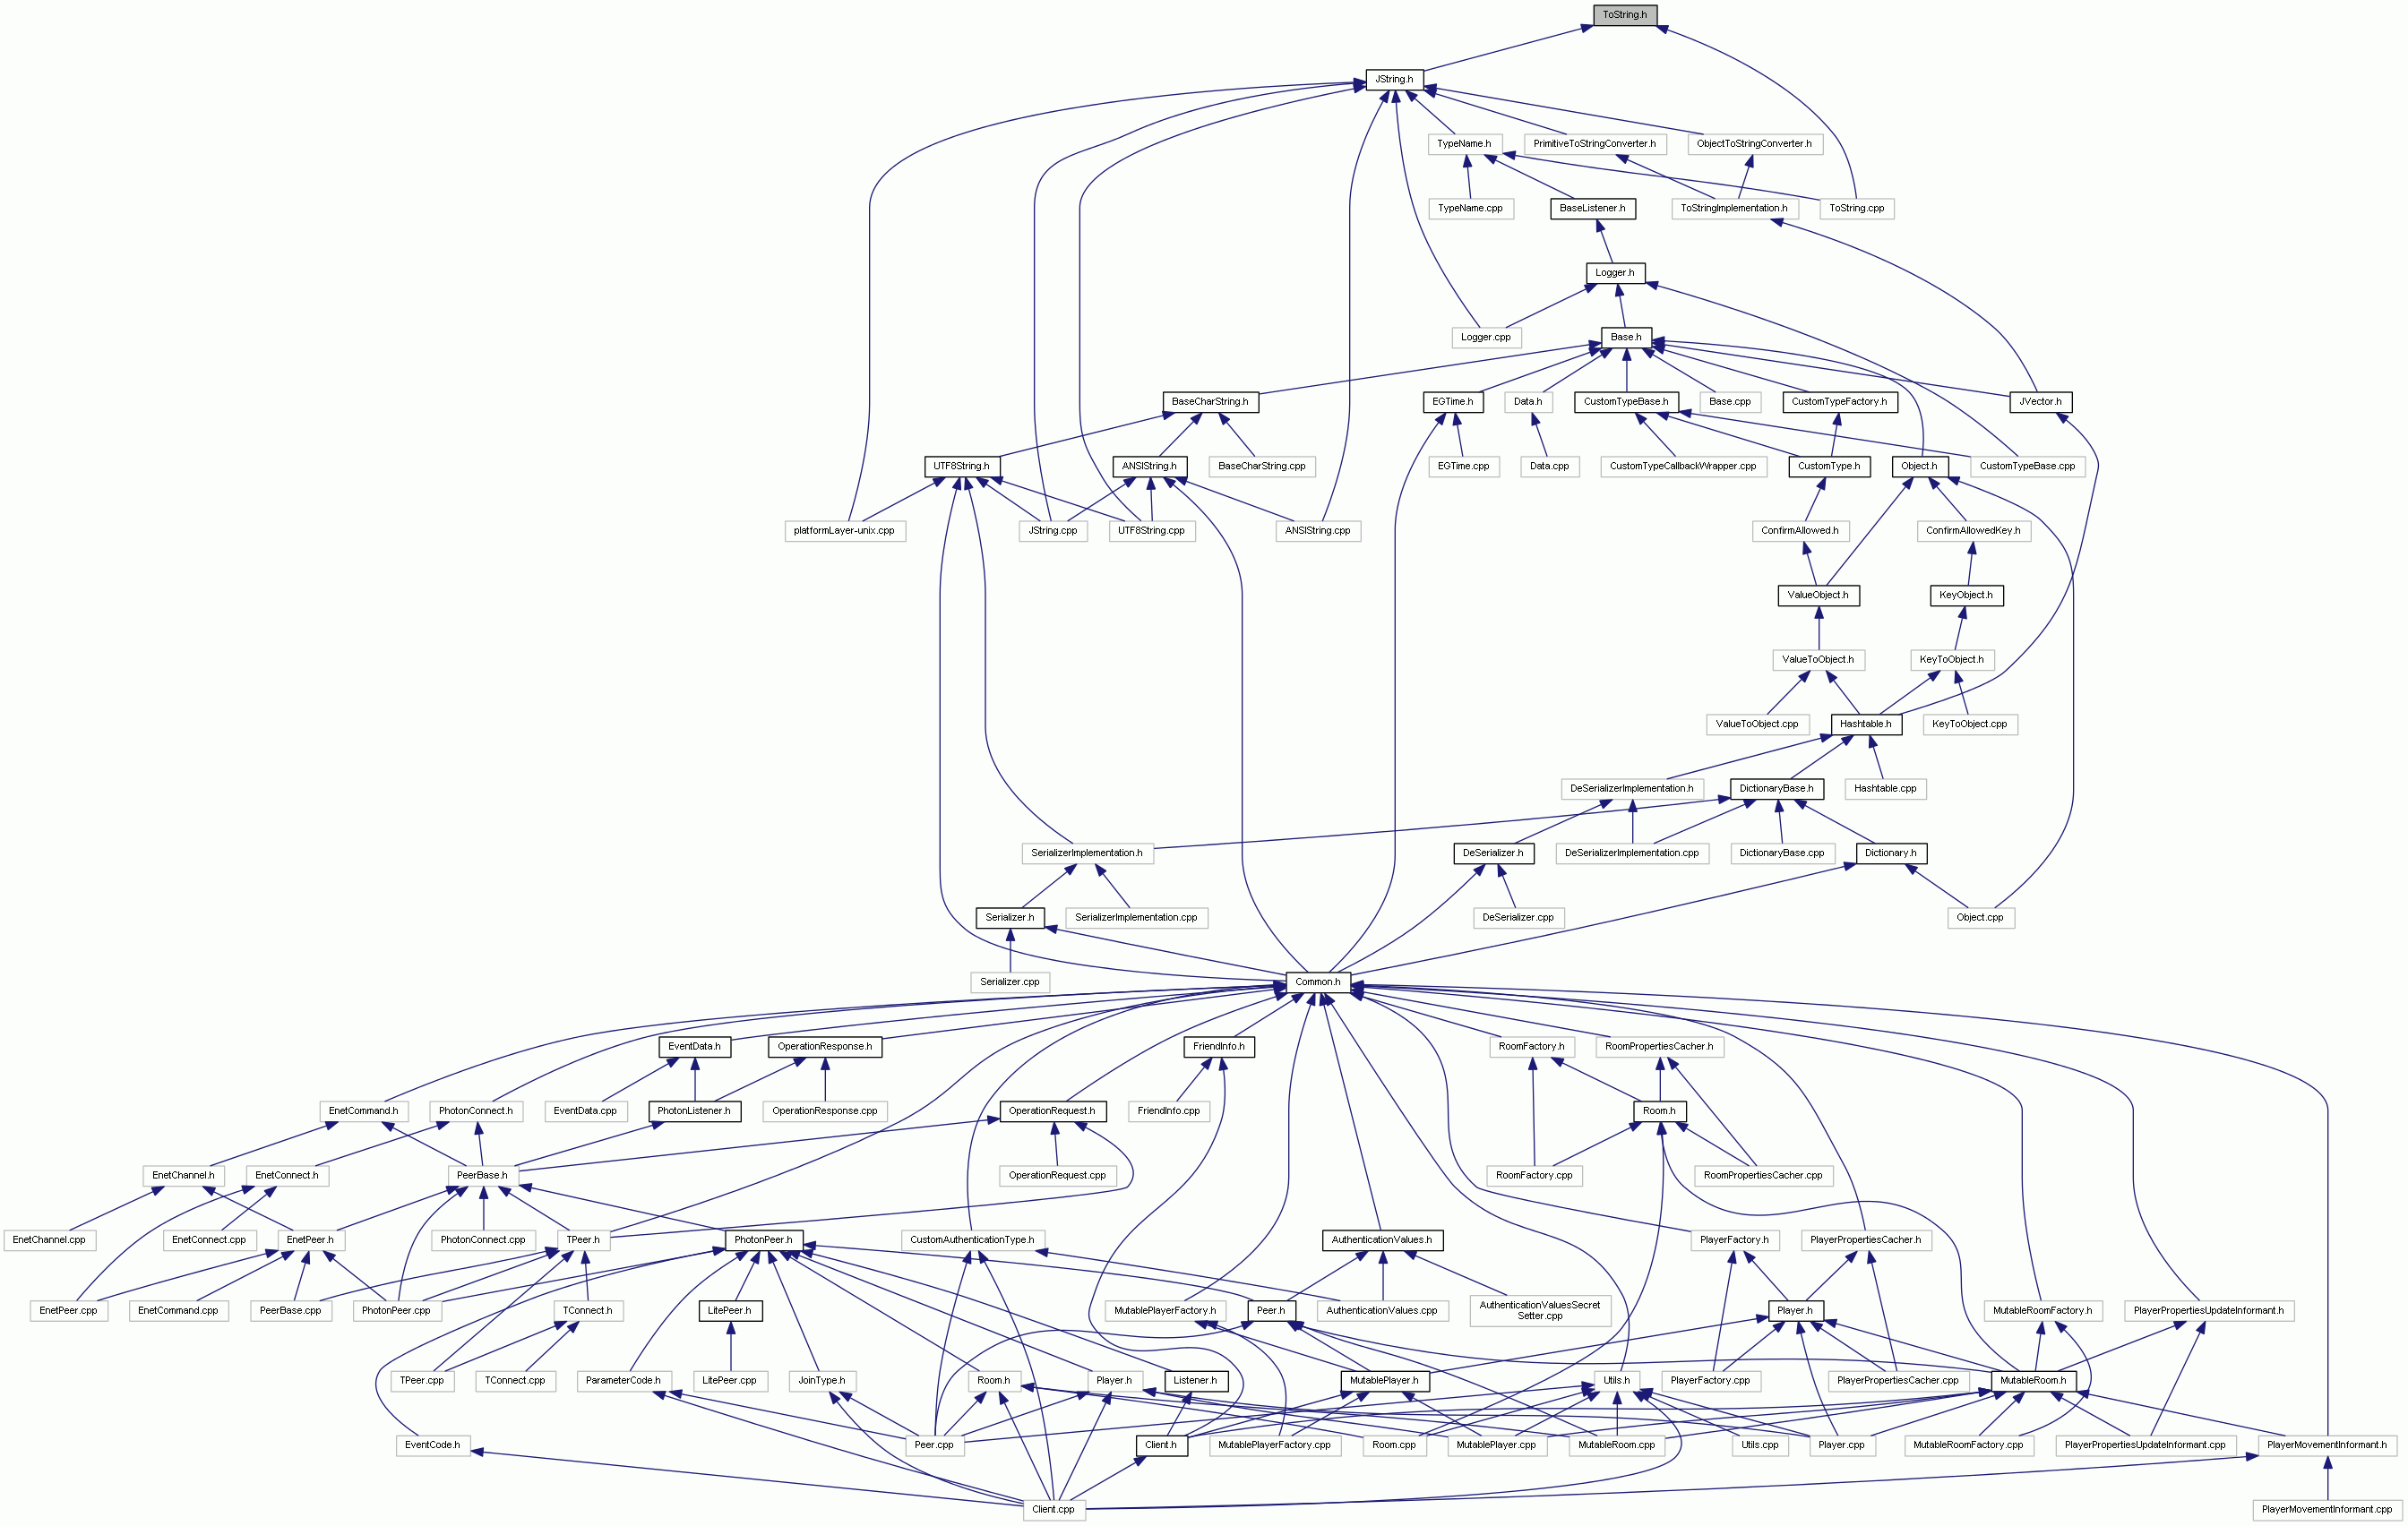 ToString.h
JString.h
TypeName.h
PrimitiveToStringConverter.h
ObjectToStringConverter.h
TypeName.cpp
BaseListener.h
ToStringImplementation.h
ToString.cpp
Logger.h
Logger.cpp
Base.h
BaseCharString.h
EGTime.h
Data.h
CustomTypeBase.h
Base.cpp
CustomTypeFactory.h
JVector.h
UTF8String.h
ANSIString.h
BaseCharString.cpp
EGTime.cpp
Data.cpp
CustomTypeCallbackWrapper.cpp
CustomType.h
Object.h
CustomTypeBase.cpp
platformLayer-unix.cpp
JString.cpp
UTF8String.cpp
ANSIString.cpp
ConfirmAllowed.h
ConfirmAllowedKey.h
ValueObject.h
KeyObject.h
ValueToObject.h
KeyToObject.h
ValueToObject.cpp
Hashtable.h
KeyToObject.cpp
DeSerializerImplementation.h
DictionaryBase.h
Hashtable.cpp
SerializerImplementation.h
DeSerializer.h
DeSerializerImplementation.cpp
DictionaryBase.cpp
Dictionary.h
Serializer.h
SerializerImplementation.cpp
DeSerializer.cpp
Object.cpp
Serializer.cpp
Common.h
EventData.h
OperationResponse.h
FriendInfo.h
RoomFactory.h
RoomPropertiesCacher.h
EnetCommand.h
PhotonConnect.h
EventData.cpp
PhotonListener.h
OperationResponse.cpp
OperationRequest.h
FriendInfo.cpp
Room.h
EnetChannel.h
EnetConnect.h
PeerBase.h
OperationRequest.cpp
RoomFactory.cpp
RoomPropertiesCacher.cpp
EnetChannel.cpp
EnetConnect.cpp
EnetPeer.h
PhotonConnect.cpp
TPeer.h
PhotonPeer.h
CustomAuthenticationType.h
AuthenticationValues.h
PlayerFactory.h
PlayerPropertiesCacher.h
EnetPeer.cpp
EnetCommand.cpp
PeerBase.cpp
PhotonPeer.cpp
TConnect.h
LitePeer.h
MutablePlayerFactory.h
Peer.h
AuthenticationValues.cpp
AuthenticationValuesSecret
Setter.cpp
Player.h
MutableRoomFactory.h
PlayerPropertiesUpdateInformant.h
TPeer.cpp
TConnect.cpp
ParameterCode.h
LitePeer.cpp
JoinType.h
Room.h
Player.h
Listener.h
MutablePlayer.h
Utils.h
PlayerFactory.cpp
PlayerPropertiesCacher.cpp
MutableRoom.h
EventCode.h
Peer.cpp
Client.h
MutablePlayerFactory.cpp
Room.cpp
MutablePlayer.cpp
MutableRoom.cpp
Utils.cpp
Player.cpp
MutableRoomFactory.cpp
PlayerPropertiesUpdateInformant.cpp
PlayerMovementInformant.h
Client.cpp
PlayerMovementInformant.cpp